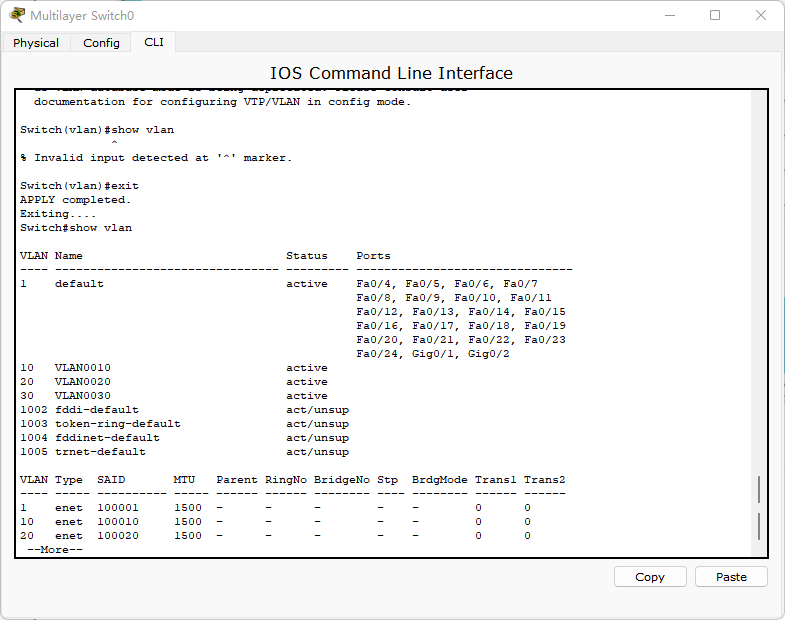 Multilayer Switch0
Physical Config CLI
IOS Command Line Interface
documentation for configuring VTP/VLAN in config mode.
Switch(vlan)#show vlan
^
% Invalid input detected at '^' marker.
Switch(vlan)#exit
APPLY completed.
Exiting....
Switch#show vlan
VLAN Name Status Ports
---- -------------------------------- --------- -------------------------------
1 default active Fa0/4, Fa0/5, Fa0/6, Fa0/7
Fa0/8, Fa0/9, Fa0/10, Fa0/11
Fa0/12, Fa0/13, Fa0/14, Fa0/15
Fa0/16, Fa0/17, Fa0/18, Fa0/19
Fa0/20, Fa0/21, Fa0/22, Fa0/23
Fa0/24, Gig0/1, Gig0/2
10 VLAN0010 active
20 VLAN0020 active
30 VLAN0030 active
1002 fddi-default act/unsup
1003 token-ring-default act/unsup
1004 fddinet-default act/unsup
1005 trnet-default act/unsup
VLAN Type SAID MTU Parent RingNo BridgeNo Stp BrdgMode Trans1 Trans2
---- ----- ---------- ----- ------ ------ -------- ---- -------- ------ ------
1 enet 100001 1500 - - - - - 0 0
10 enet 100010 1500 - - - - - 0 0
20 enet 100020 1500 - - - - - 0 0
--More--
Copy Paste